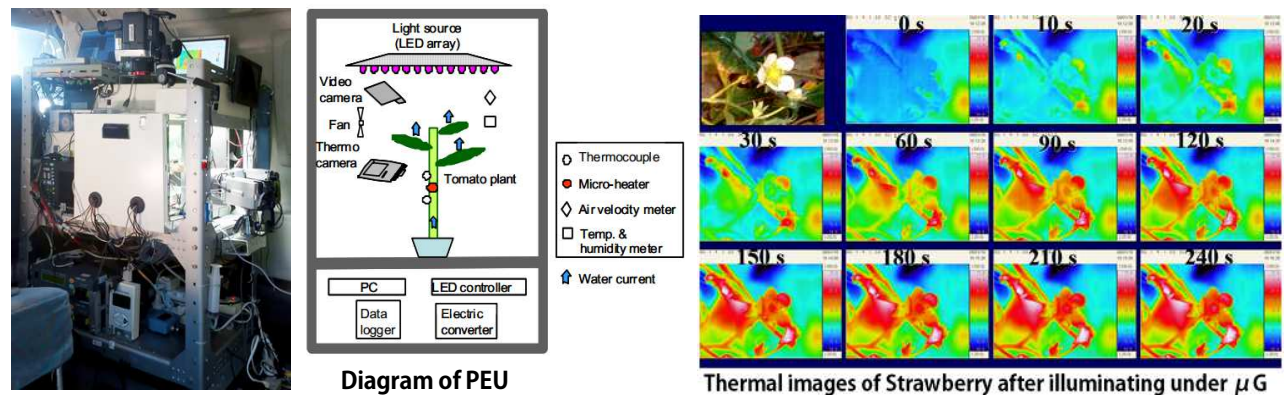 Light source
(LED array)
Video
camera
Fan
Thermo
camera
Tomato plant
PC
LED controller
Data
logger
Electric
converter
Diagram of PEU
Thermocouple
Micro-heater
Air velocity meter
Temp. &
humidity meter
Water current
0s
10 s
20 s
30 s
60 s
90 s
120 s
150 s
180 s
210 s
240 s
Thermal images of Strawberry after illuminating under μG